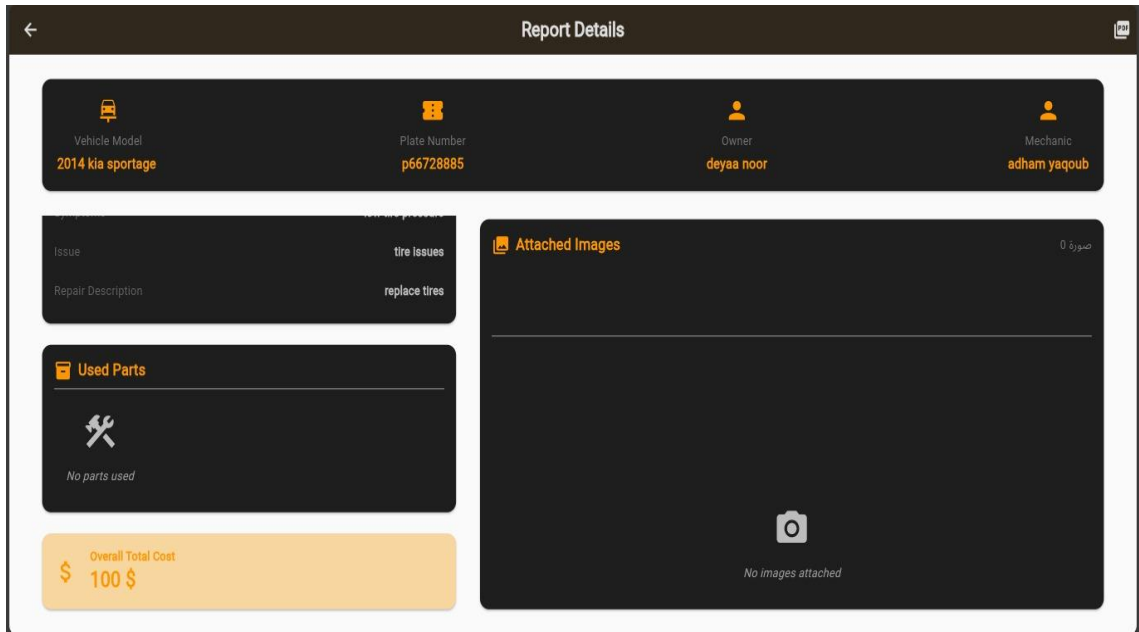 Report Details
PDF
Vehicle Model
2014 kia sportage
Plate Number
p66728885
Owner
deyaa noor
Mechanic
adham yaqoub
Issue
tire issues
Repair Description
replace tires
Used Parts
No parts used
$
Overall Total Cost
100 $
Attached Images
0 صورة
No images attached